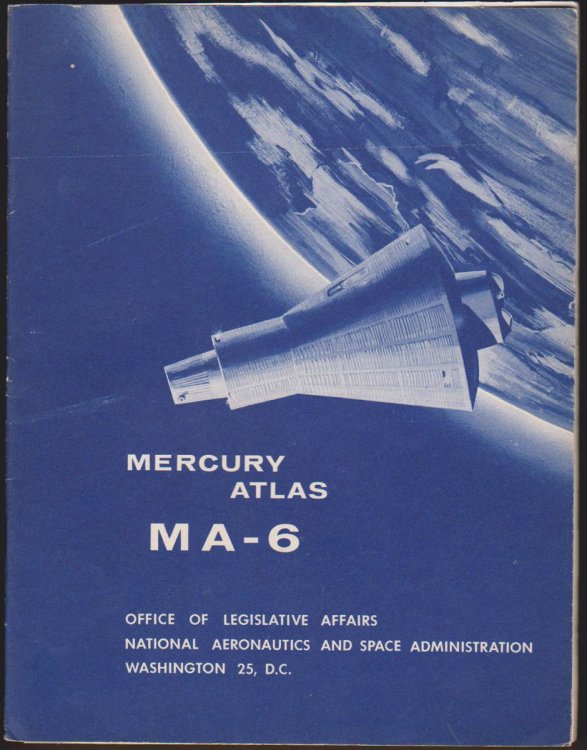 MERCURY
ATLAS
MA-6
OFFICE OF LEGISLATIVE AFFAIRS
NATIONAL AERONAUTICS AND SPACE ADMINISTRATION
WASHINGTON 25, D.C.